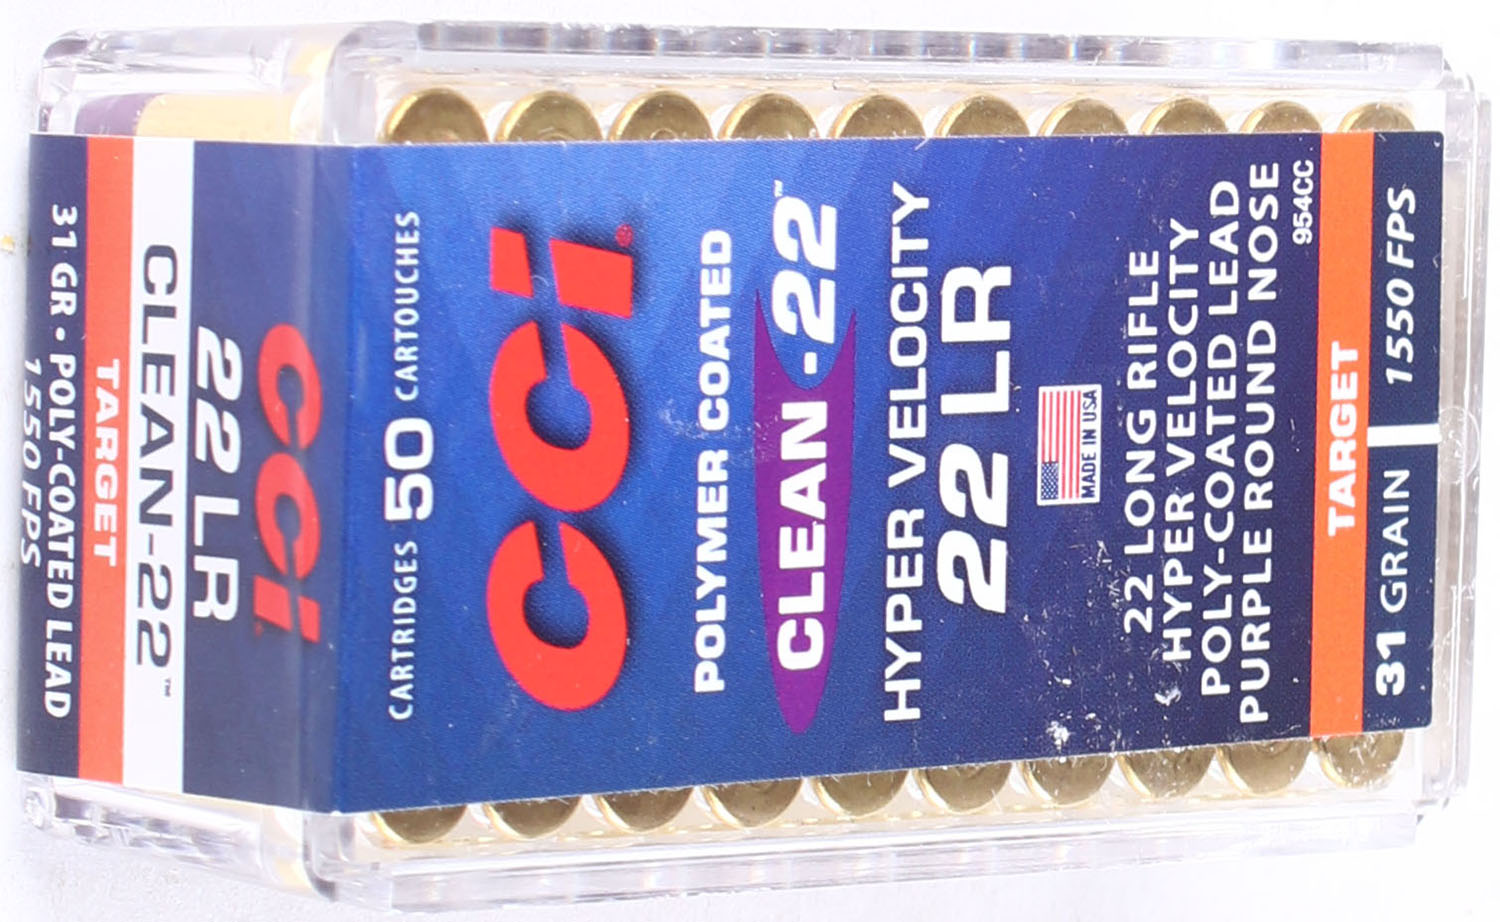 31 GR • POLY-COATED LEAD
1550 FPS
TARGET
CLEAN-22™
22 LR
CCI.
CARTRIDGES 50 CARTOUCHES
CCI®
POLYMER COATED
CLEAN-22™
HYPER VELOCITY
22 LR
MADE IN USA
22 LONG RIFLE
HYPER VELOCITY
POLY-COATED LEAD
PURPLE ROUND NOSE
954CC
TARGET
31 GRAIN 1550 FPS